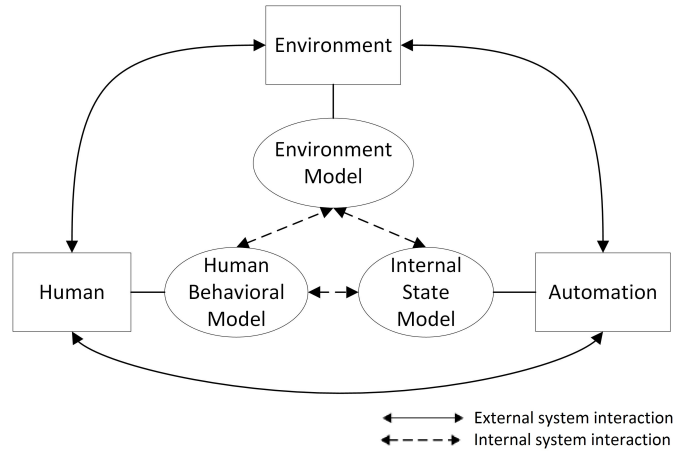 Environment
Environment
Model
Human
Human
Behavioral
Model
Internal
State
Model
Automation
External system interaction
Internal system interaction